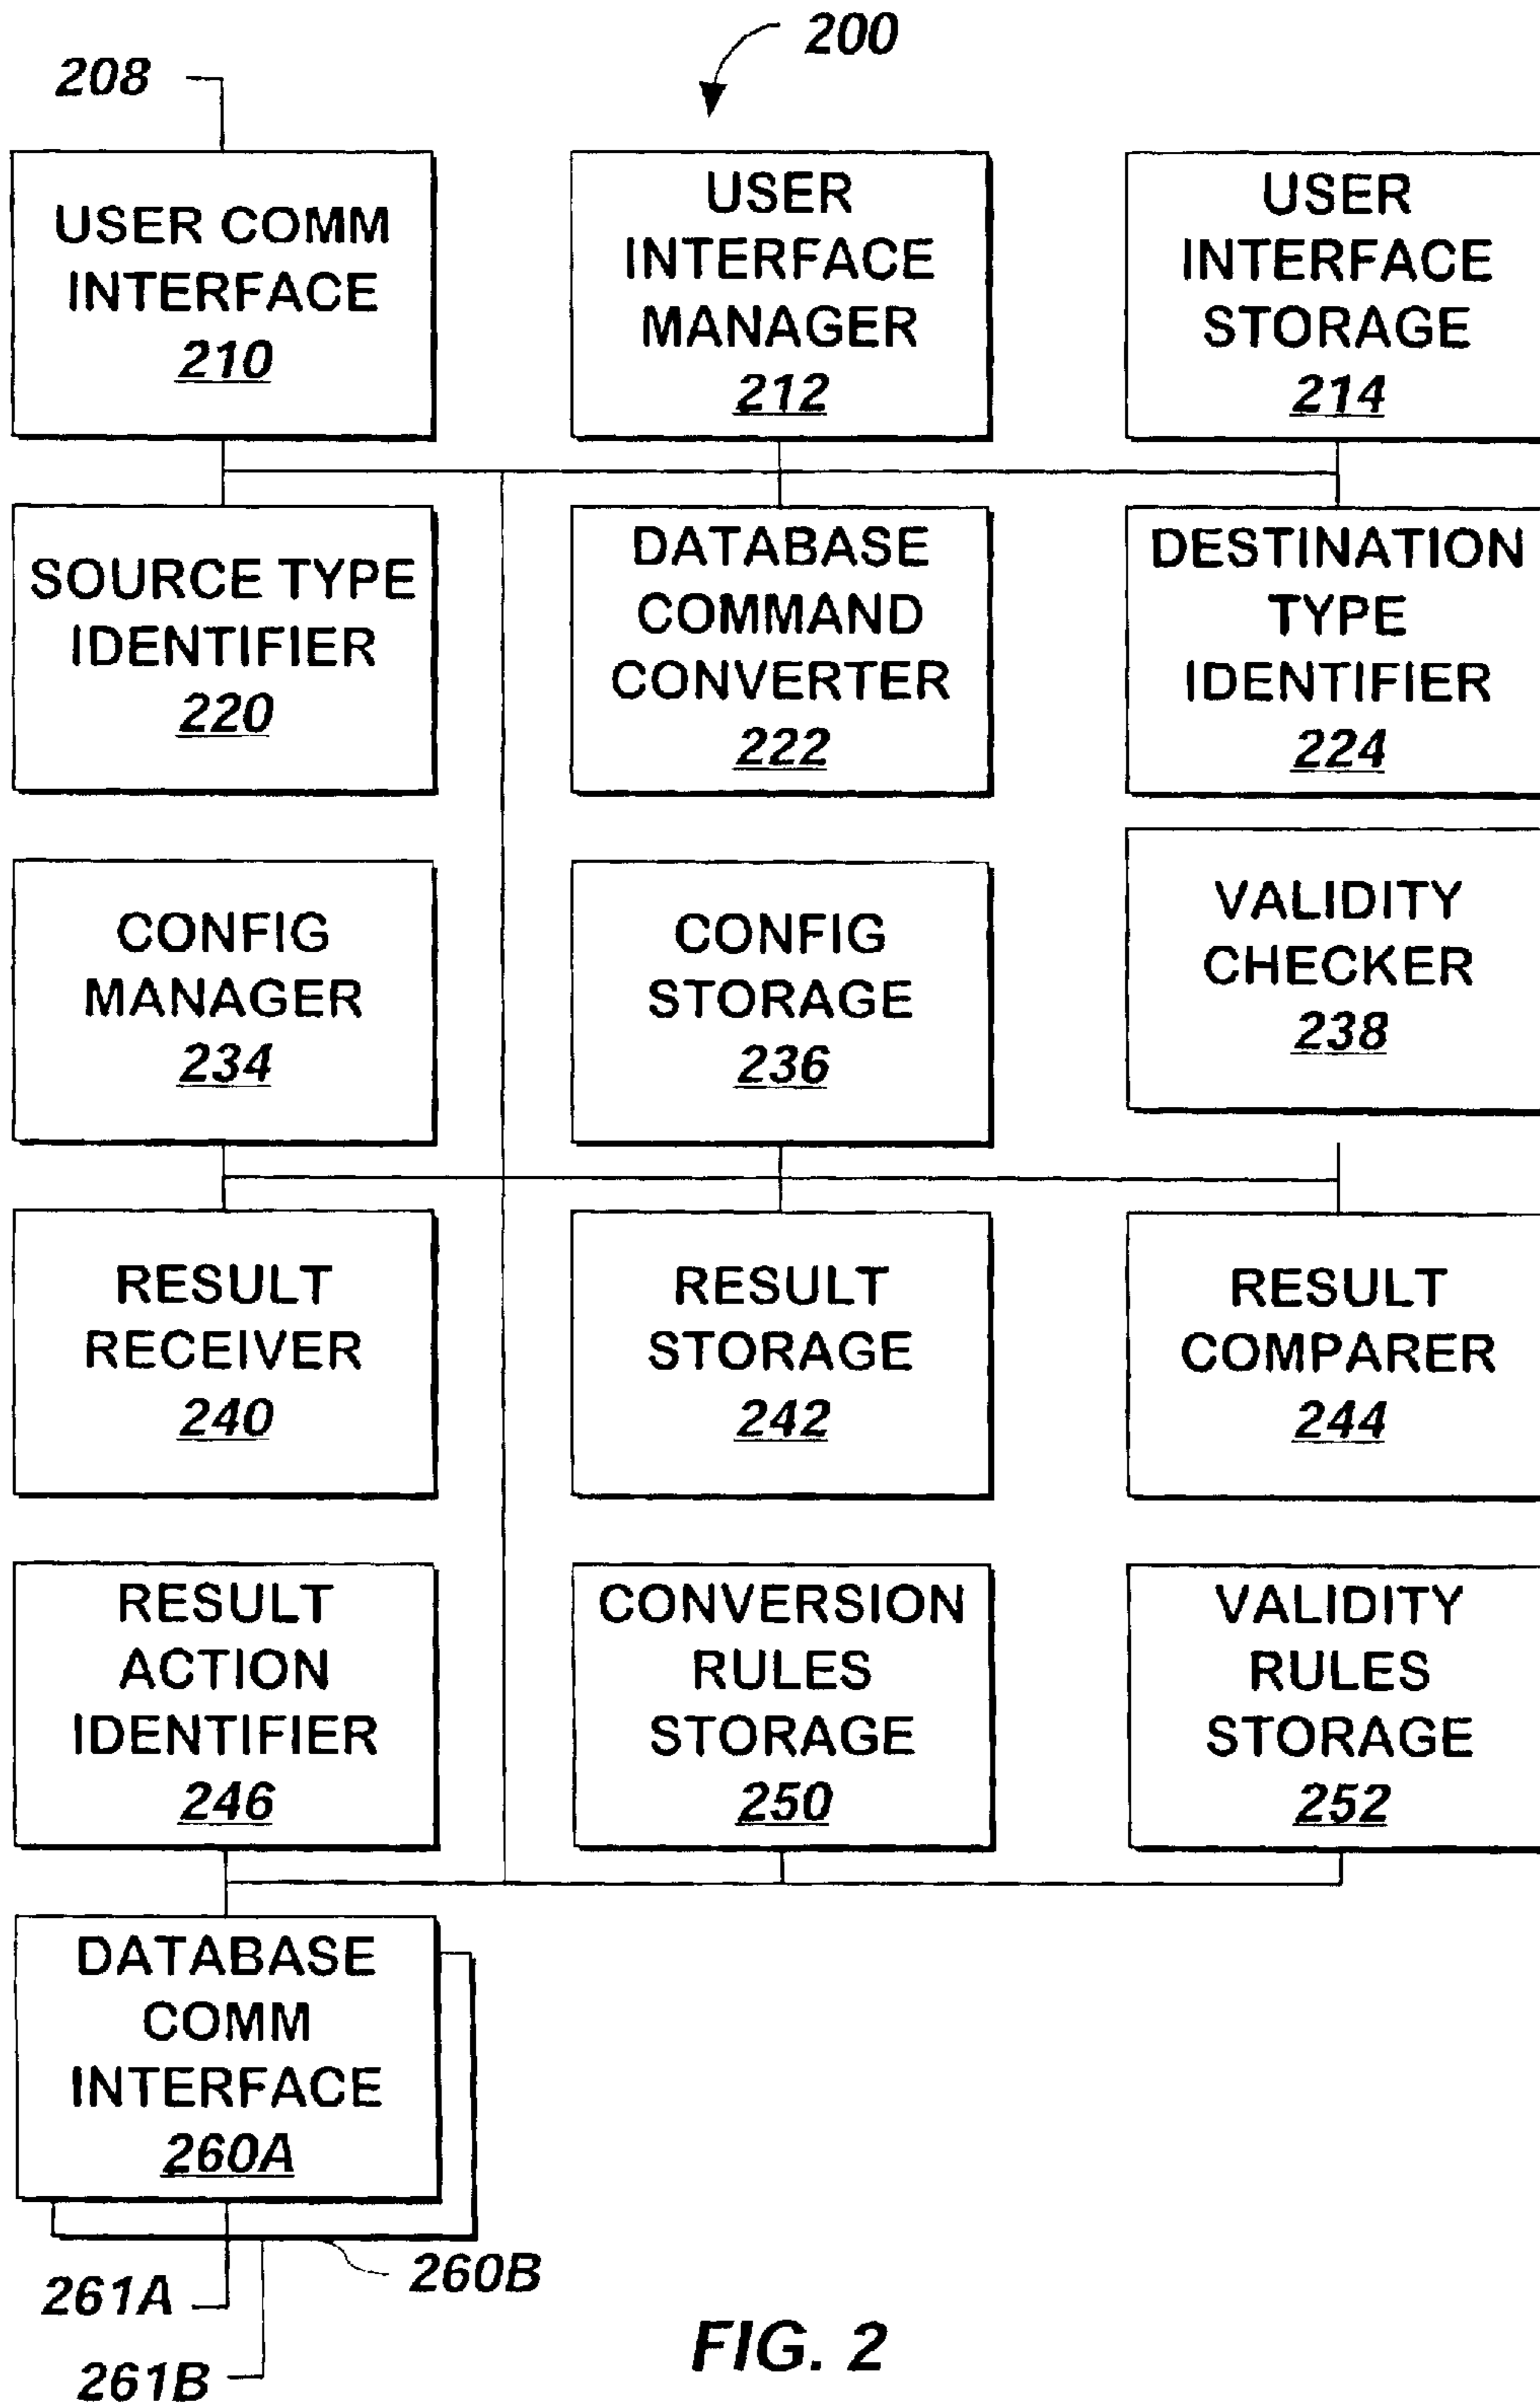 200
208
USER COMM
INTERFACE
210
USER
INTERFACE
MANAGER
212
USER
INTERFACE
STORAGE
214
SOURCE TYPE
IDENTIFIER
220
DATABASE
COMMAND
CONVERTER
222
DESTINATION
TYPE
IDENTIFIER
224
CONFIG
MANAGER
234
CONFIG
STORAGE
236
VALIDITY
CHECKER
238
RESULT
RECEIVER
240
RESULT
STORAGE
242
RESULT
COMPARER
244
RESULT
ACTION
IDENTIFIER
246
CONVERSION
RULES
STORAGE
250
VALIDITY
RULES
STORAGE
252
DATABASE
COMM
INTERFACE
260A
260B
261A
261B
FIG. 2